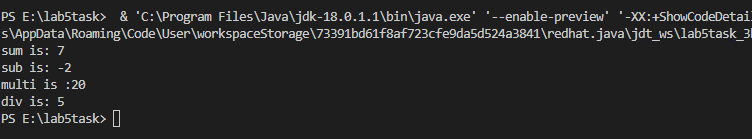 PS E:\lab5task>  & 'C:\Program Files\Java\jdk-18.0.1.1\bin\java.exe' '--enable-preview' '-XX:+ShowCodeDetail
s\AppData\Roaming\Code\User\workspaceStorage\73391bd61f8af723cfe9da5d524a3841\redhat.java\jdt_ws\lab5task_3b
sum is: 7
sub is: -2
multi is :20
div is: 5
PS E:\lab5task>